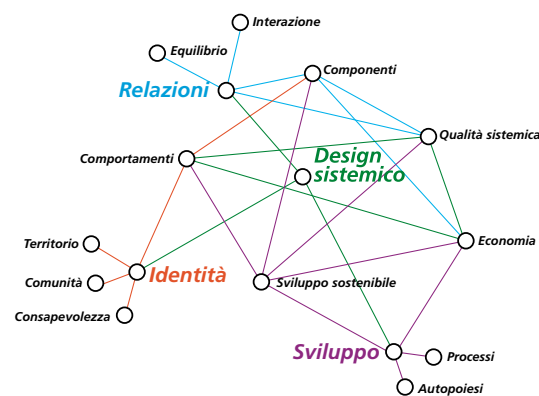 Interazione
Equilibrio
Componenti
Relazioni
Qualità sistemica
Design
sistemico
Comportamenti
Territorio
Economia
Identità
Comunità
Sviluppo sostenibile
Consapevolezza
Sviluppo
Processi
Autopoiesi